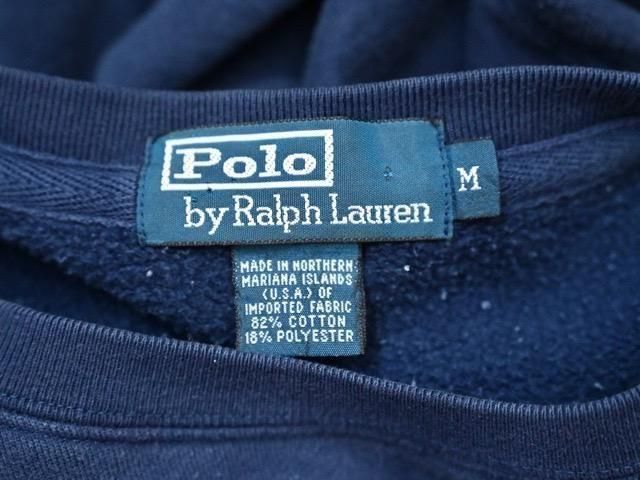 Polo
by Ralph Lauren
M
MADE IN NORTHERN
MARIANA ISLANDS
(U.S.A.) OF
IMPORTED FABRIC
82% COTTON
18% POLYESTER